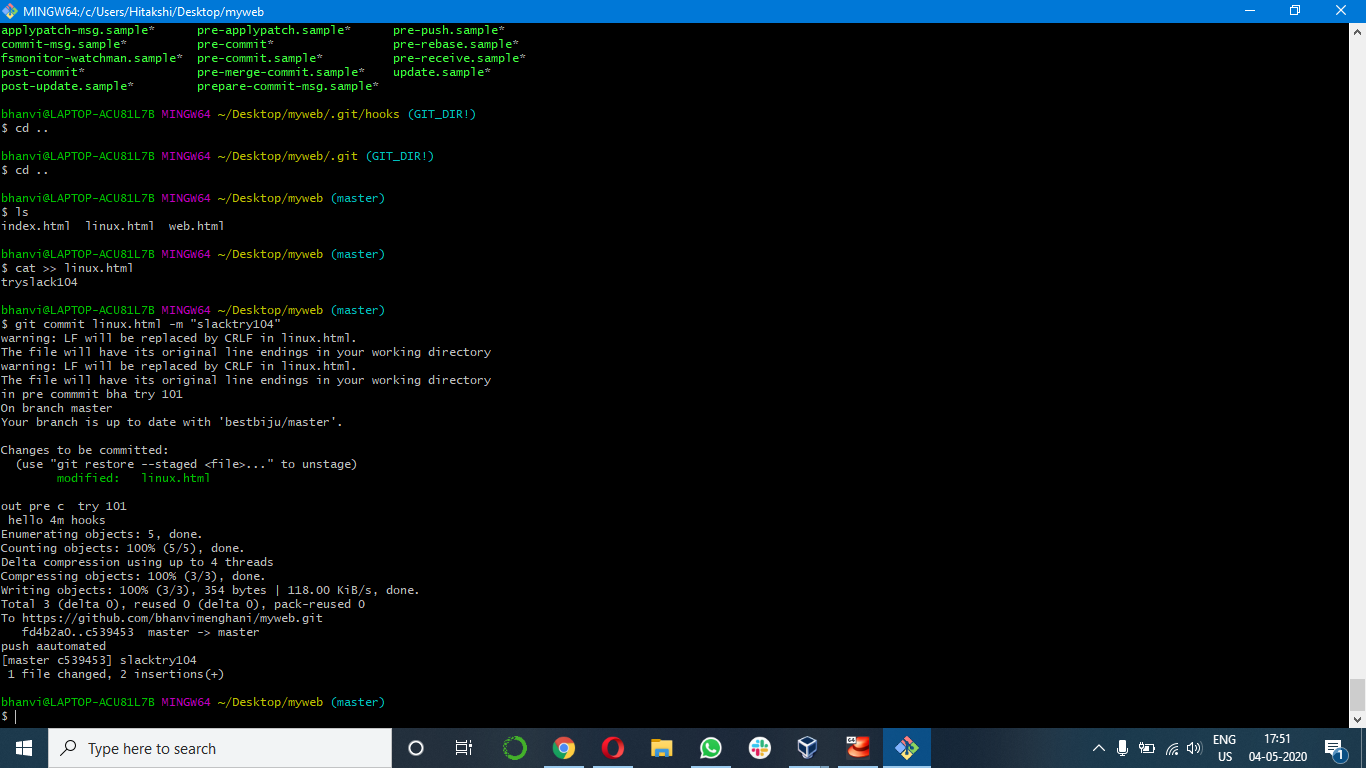 MINGW64:/c/Users/Hitakshi/Desktop/myweb
applypatch-msg.sample*      pre-applypatch.sample*      pre-push.sample*
commit-msg.sample*          pre-commit*                 pre-rebase.sample*
fsmonitor-watchman.sample*  pre-commit.sample*          pre-receive.sample*
post-commit*                pre-merge-commit.sample*    update.sample*
post-update.sample*         prepare-commit-msg.sample*
bhanvi@LAPTOP-ACU81L7B MINGW64 ~/Desktop/myweb/.git/hooks (GIT_DIR!)
$ cd ..
bhanvi@LAPTOP-ACU81L7B MINGW64 ~/Desktop/myweb/.git (GIT_DIR!)
$ cd ..
bhanvi@LAPTOP-ACU81L7B MINGW64 ~/Desktop/myweb (master)
$ ls
index.html  linux.html  web.html
bhanvi@LAPTOP-ACU81L7B MINGW64 ~/Desktop/myweb (master)
$ cat >> linux.html
tryslack104
bhanvi@LAPTOP-ACU81L7B MINGW64 ~/Desktop/myweb (master)
$ git commit linux.html -m "slacktry104"
warning: LF will be replaced by CRLF in linux.html.
The file will have its original line endings in your working directory
warning: LF will be replaced by CRLF in linux.html.
The file will have its original line endings in your working directory
in pre commmit bha try 101
On branch master
Your branch is up to date with 'bestbiju/master'.
Changes to be committed:
  (use "git restore --staged <file>..." to unstage)
        modified:   linux.html
out pre c  try 101
 hello 4m hooks
Enumerating objects: 5, done.
Counting objects: 100% (5/5), done.
Delta compression using up to 4 threads
Compressing objects: 100% (3/3), done.
Writing objects: 100% (3/3), 354 bytes | 118.00 KiB/s, done.
Total 3 (delta 0), reused 0 (delta 0), pack-reused 0
To https://github.com/bhanvimenghani/myweb.git
   fd4b2a0..c539453  master -> master
push aautomated
[master c539453] slacktry104
 1 file changed, 2 insertions(+)
bhanvi@LAPTOP-ACU81L7B MINGW64 ~/Desktop/myweb (master)
$
Type here to search
64
ENG
US
17:51
04-05-2020
1